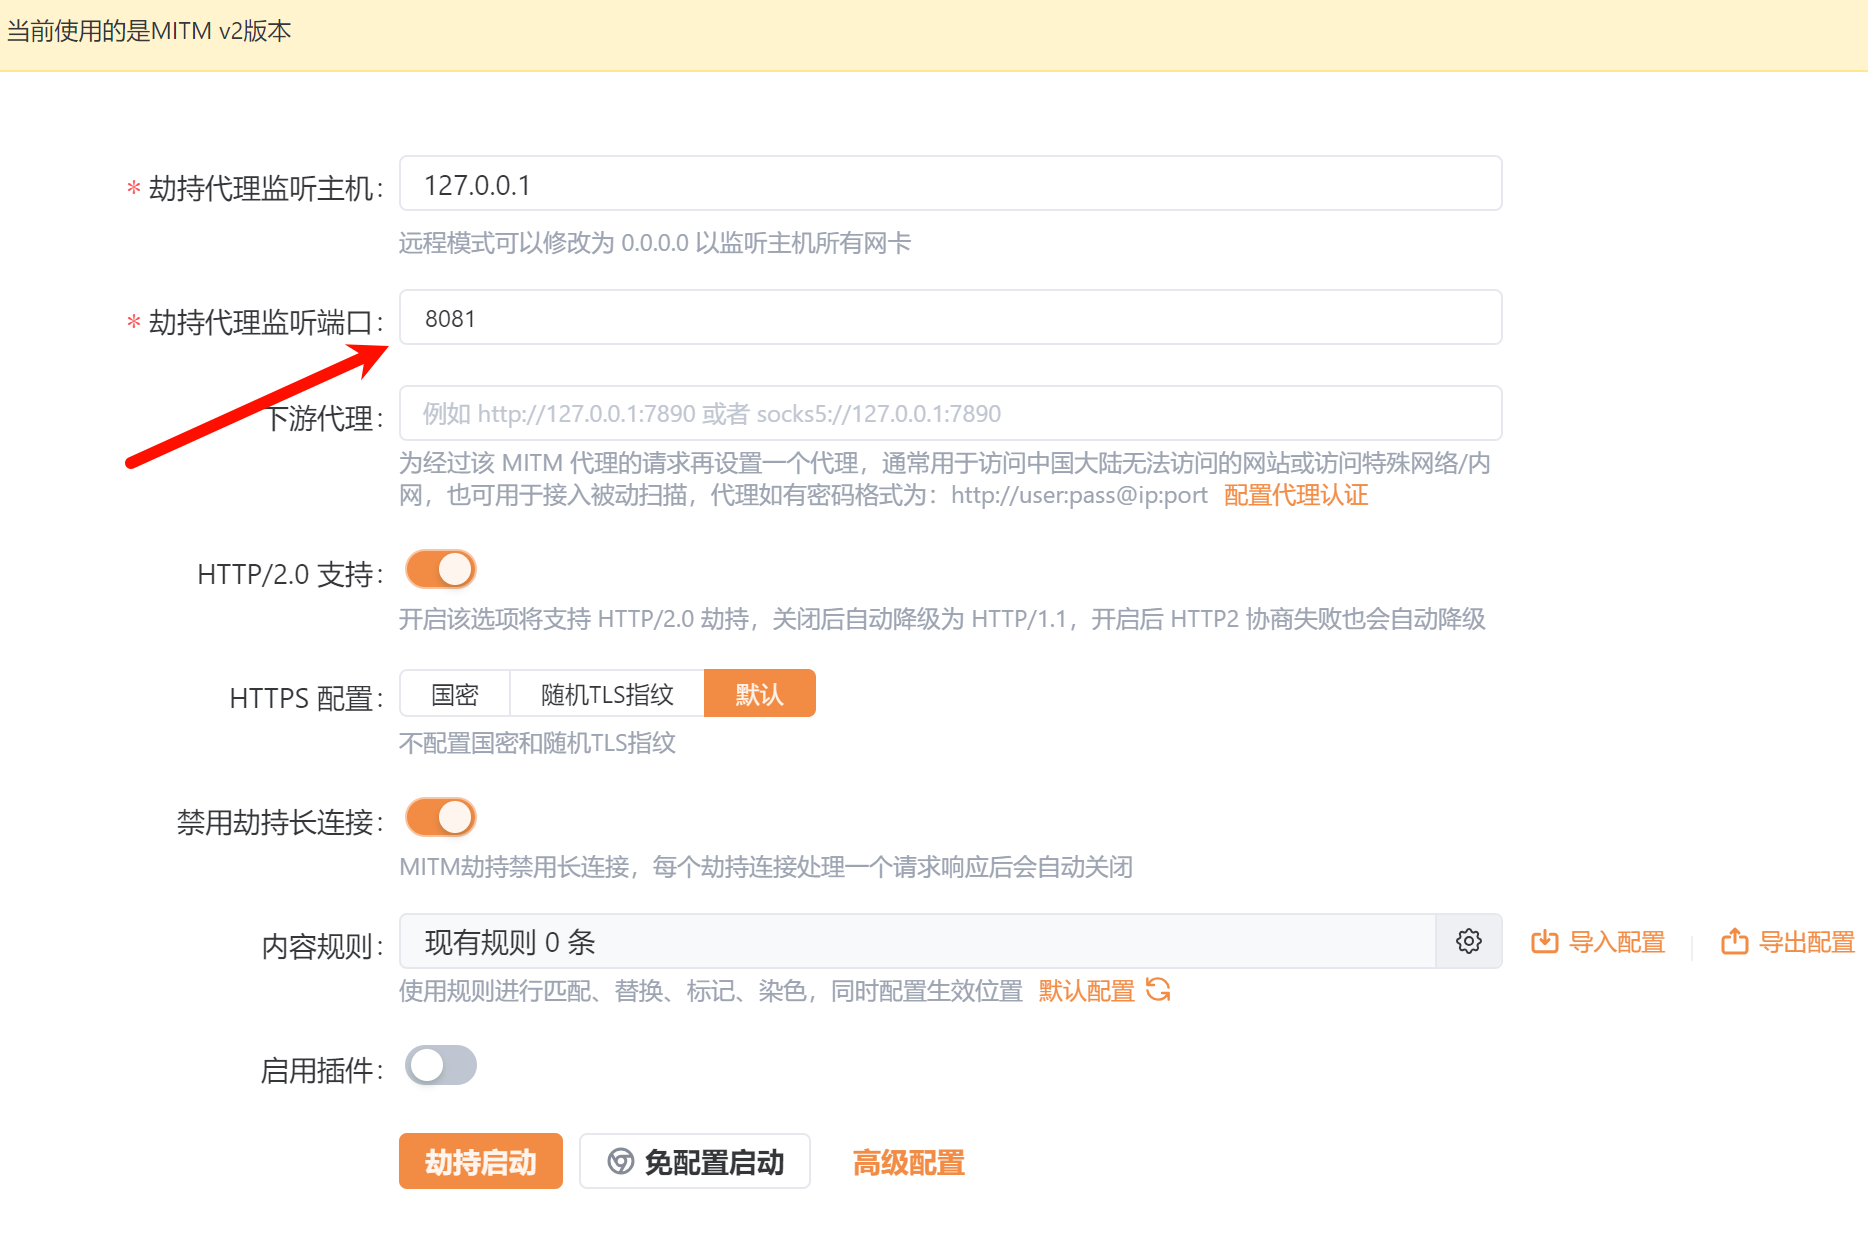 当前使用的是MITM v2版本
* 劫持代理监听主机: 127.0.0.1
远程模式可以修改为 0.0.0.0 以监听主机所有网卡
* 劫持代理监听端口: 8081
下游代理: 例如 http://127.0.0.1:7890 或者 socks5://127.0.0.1:7890
为经过该 MITM 代理的请求再设置一个代理，通常用于访问中国大陆无法访问的网站或访问特殊网络/内
网，也可用于接入被动扫描，代理如有密码格式为：http://user:pass@ip:port 配置代理认证
HTTP/2.0 支持:
开启该选项将支持 HTTP/2.0 劫持，关闭后自动降级为 HTTP/1.1，开启后 HTTP2 协商失败也会自动降级
HTTPS 配置: 国密 随机TLS指纹 默认
不配置国密和随机TLS指纹
禁用劫持长连接:
MITM劫持禁用长连接，每个劫持连接处理一个请求响应后会自动关闭
内容规则: 现有规则 0 条 导入配置 导出配置
使用规则进行匹配、替换、标记、染色，同时配置生效位置 默认配置
启用插件:
劫持启动 免配置启动 高级配置